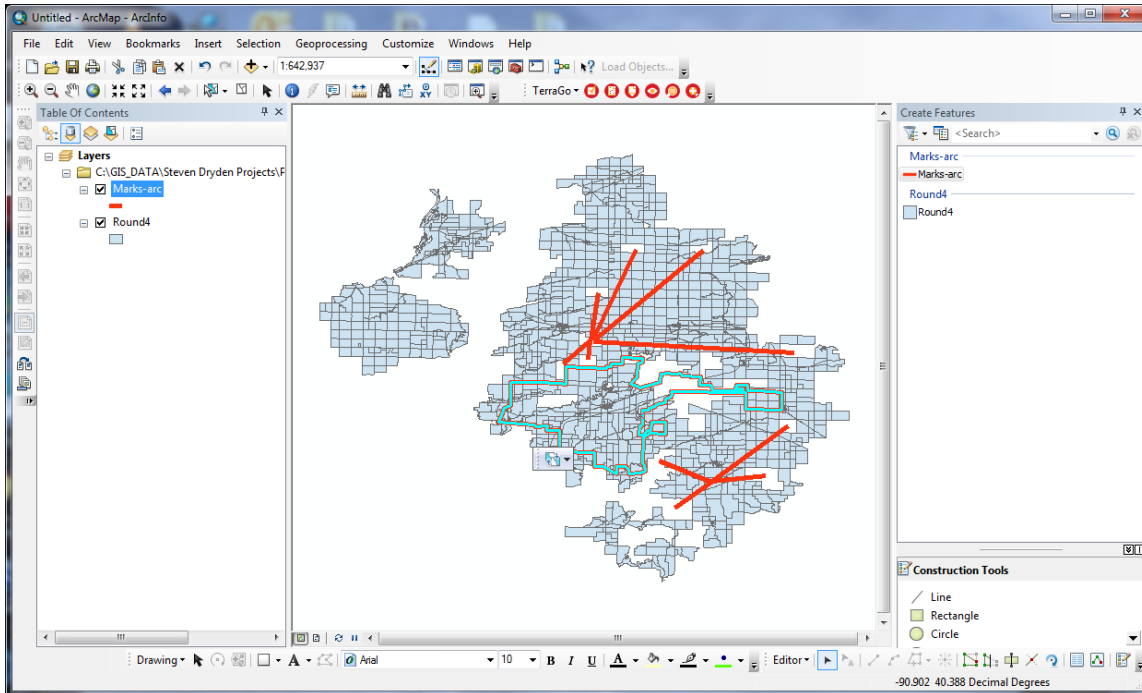 Untitled - ArcMap - ArcInfo
File Edit View Bookmarks Insert Selection Geoprocessing Customize Windows Help
1:642,937 Load Objects...
TerraGo
Table Of Contents
Layers
C:\GIS_DATA\Steven Dryden Projects\F
Marks-arc
Round4
Create Features
<Search>
Marks-arc
Marks-arc
Round4
Round4
Construction Tools
Line
Rectangle
Circle
Drawing A Arial 10 B I U A Editor
-90.902 40.388 Decimal Degrees